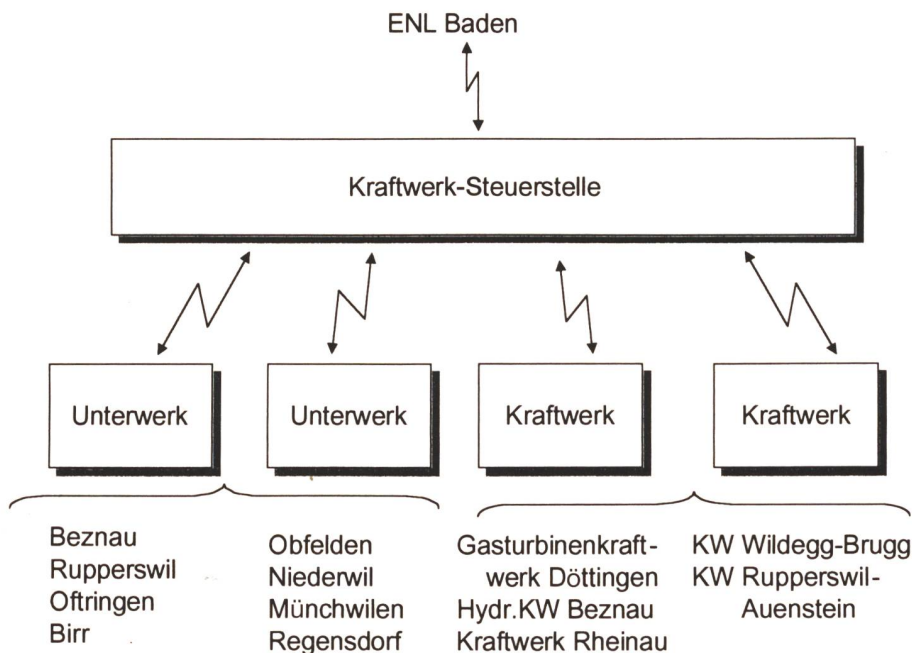 ENL Baden
Kraftwerk-Steuerstelle
Unterwerk
Unterwerk
Kraftwerk
Kraftwerk
Beznau
Rupperswil
Oftringen
Birr
Obfelden
Niederwil
Münchwilen
Regensdorf
Gasturbinenkraft-
werk Döttingen
Hydr.KW Beznau
Kraftwerk Rheinau
KW Wildegg-Brugg
KW Rupperswil-
Auenstein